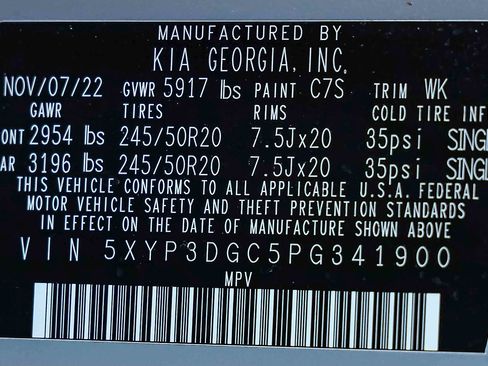 MANUFACTURED BY
KIA GEORGIA, INC.
NOV/07/22 GVWR 5917 lbs PAINT C7S TRIM WK
GAWR TIRES RIMS COLD TIRE INF
ONT 2954 lbs 245/50R20 7.5Jx20 35psi SINGL
AR 3196 lbs 245/50R20 7.5Jx20 35psi SINGL
THIS VEHICLE CONFORMS TO ALL APPLICABLE U.S.A. FEDERAL
MOTOR VEHICLE SAFETY AND THEFT PREVENTION STANDARDS
IN EFFECT ON THE DATE OF MANUFACTURE SHOWN ABOVE
VIN 5XYP3DGC5PG341900
MPV